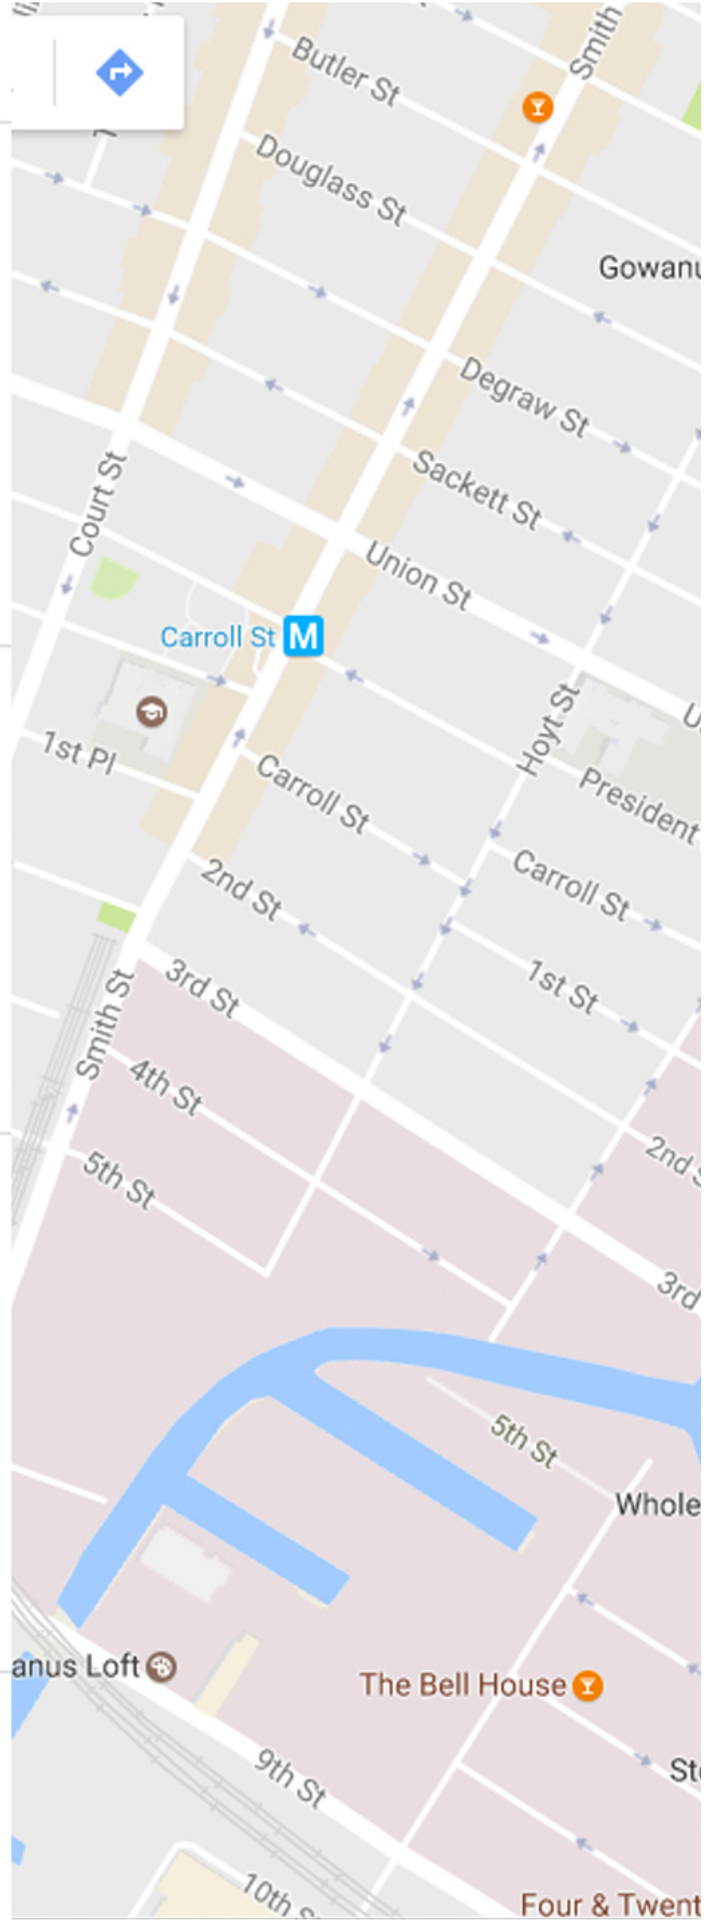 Smith
Butler St
Douglass St
Gowanu
Degraw St
Sackett St
Court St
Union St
Carroll St M
Hoyt St
U
1st Pl
Carroll St
President
2nd St
Carroll St
3rd St
1st St
Smith St
4th St
2nd S
5th St
3rd
5th St
Whole
anus Loft
The Bell House
9th St
Sto
10th S
Four & Twent